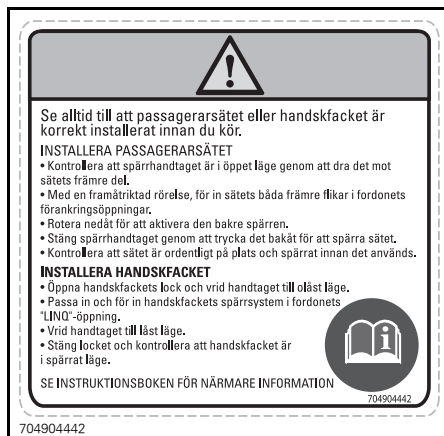 Se alltid till att passagerarsätet eller handskfacket är
korrekt installerat innan du kör.
INSTALLERA PASSAGERARSÄTET
• Kontrollera att spärrhandtaget är i öppet läge genom att dra det mot
sätets främre del.
• Med en framåtriktad rörelse, för in sätets båda främre flikar i fordonets
förankringsöppningar.
• Rotera nedåt för att aktivera den bakre spärren.
• Stäng spärrhandtaget genom att trycka det bakåt för att spärra sätet.
• Kontrollera att sätet är ordentligt på plats och spärrat innan det används.
INSTALLERA HANDSKFACKET
• Öppna handskfackets lock och vrid handtaget till olåst läge.
• Passa in och för in handskfackets spärrsystem i fordonets
"LINQ"-öppning.
• Vrid handtaget till låst läge.
• Stäng locket och kontrollera att handskfacket är
i spärrat läge.
SE INSTRUKTIONSBOKEN FÖR NÄRMARE INFORMATION
704904442
704904442